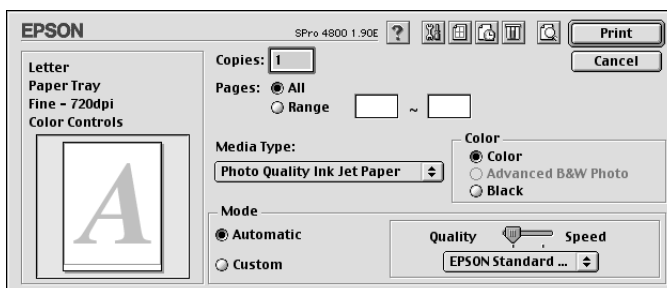 EPSON
SPro 4800 1.90E ?
Print
Letter
Paper Tray
Fine - 720dpi
Color Controls
A
Copies: 1
Cancel
Pages: All
Range ~
Media Type:
Photo Quality Ink Jet Paper
Color
Color
Advanced B&W Photo
Black
Mode
Automatic
Quality Speed
Custom
EPSON Standard ...